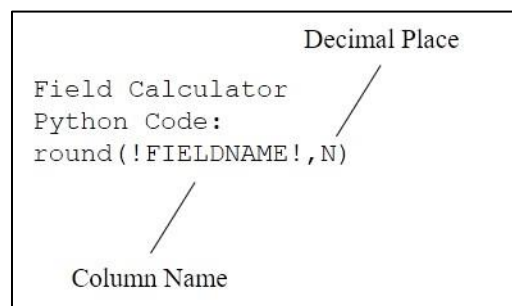 Decimal Place
Field Calculator
Python Code:
round(!FIELDNAME!,N)
Column Name